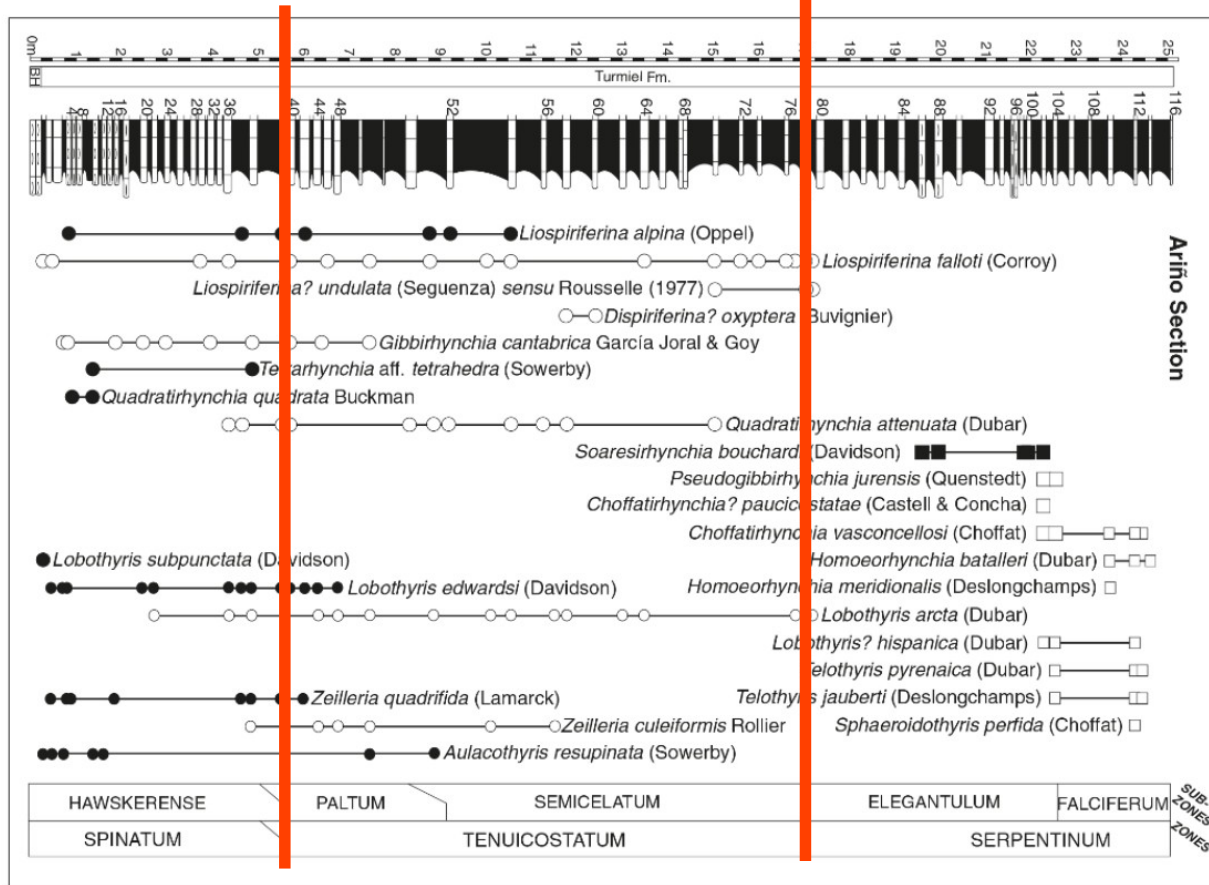 0m 1 2 3 4 5 6 7 8 9 10 11 12 13 14 15 16 17 18 19 20 21 22 23 24 25
BH Turmiel Fm.
4 8 12 16 20 24 28 32 36 40 44 48 52 56 60 64 68 72 76 80 84 88 92 96 100 104 108 112 116
Ariño Section
Liospiriferina alpina (Oppel)
Liospiriferina falloti (Corroy)
Liospiriferina? undulata (Seguenza) sensu Rousselle (1977)
Dispiriferina? oxyptera (Buvignier)
Gibbirhynchia cantabrica García Joral & Goy
Tetrarhynchia aff. tetrahedra (Sowerby)
Quadratirhynchia quadrata Buckman
Quadratirhynchia attenuata (Dubar)
Soaresirhynchia bouchardi (Davidson)
Pseudogibbirhynchia jurensis (Quenstedt)
Choffatirhynchia? paucicostatae (Castell & Concha)
Choffatirhynchia vasconcellosi (Choffat)
Lobothyris subpunctata (Davidson)
Homoeorhynchia batalleri (Dubar)
Lobothyris edwardsi (Davidson)
Homoeorhynchia meridionalis (Deslongchamps)
Lobothyris arcta (Dubar)
Lobothyris? hispanica (Dubar)
Telothyris pyrenaica (Dubar)
Zeilleria quadrifida (Lamarck)
Telothyris jauberti (Deslongchamps)
Zeilleria culeiformis Rollier
Sphaeroidothyris perfida (Choffat)
Aulacothyris resupinata (Sowerby)
HAWSKERENSE PALTUM SEMICELATUM ELEGANTULUM FALCIFERUM SUB-ZONES
SPINATUM TENUICOSTATUM SERPENTINUM ZONES